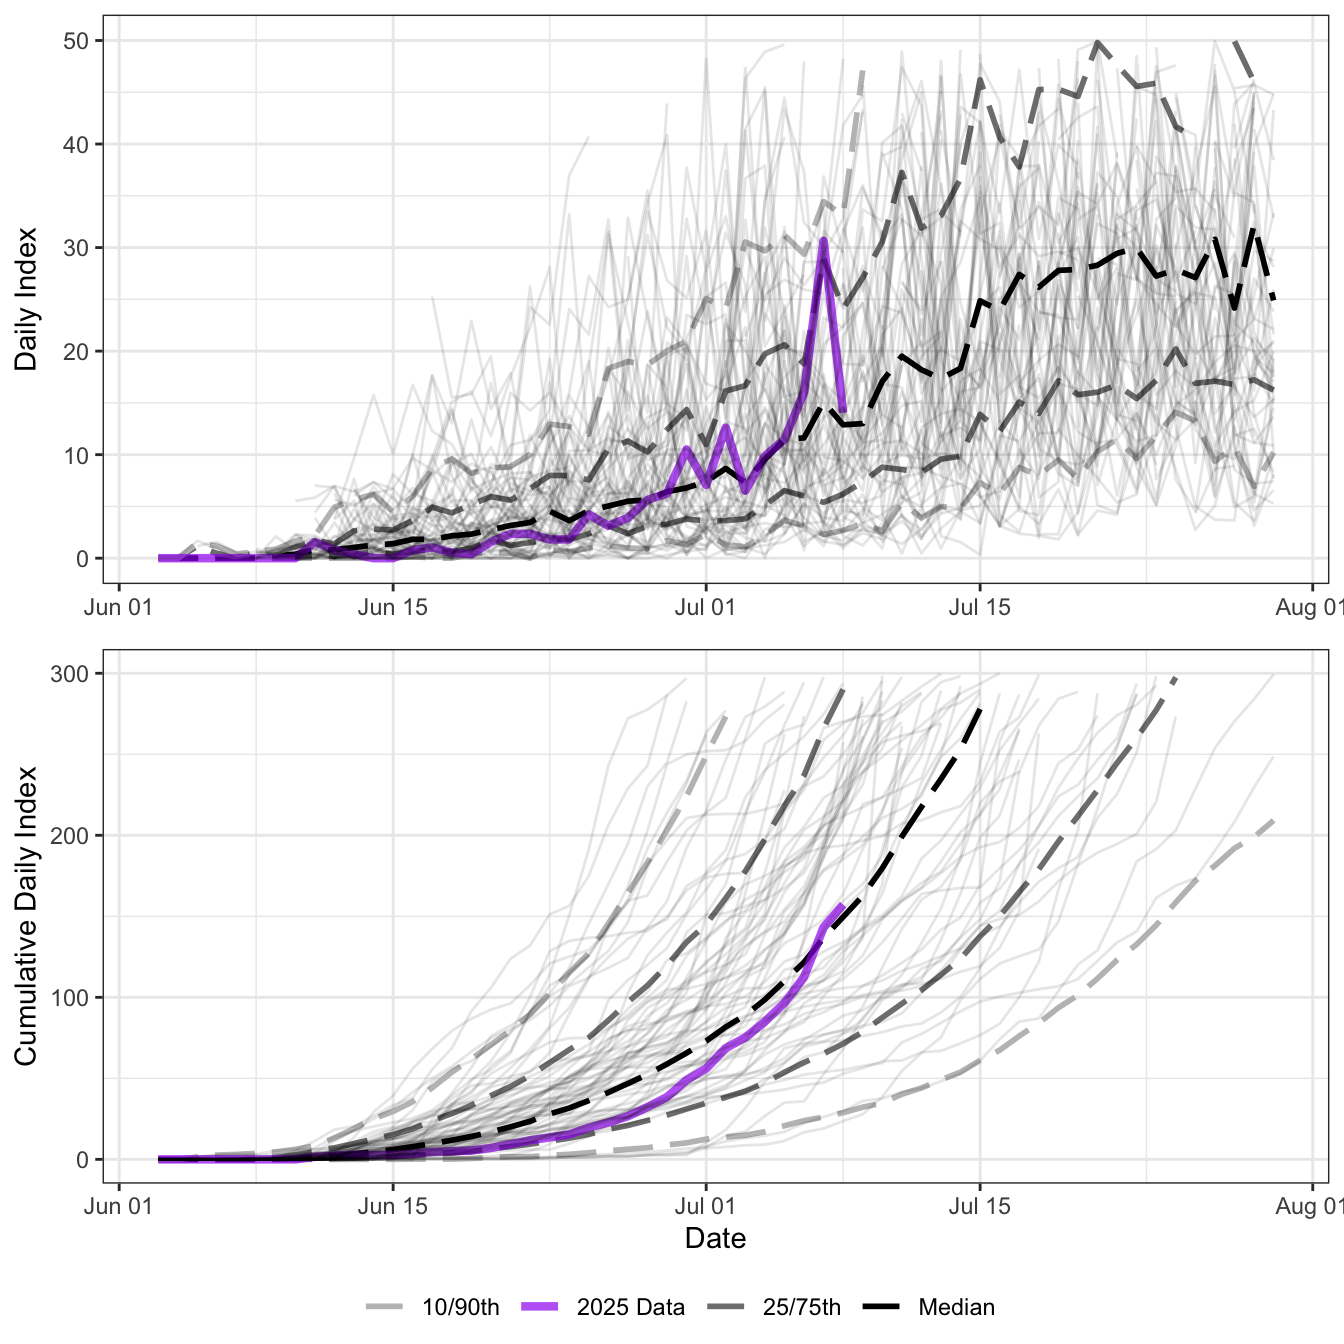 Daily Index
50
40
30
20
10
0
Jun 01 Jun 15 Jul 01 Jul 15 Aug 01
Cumulative Daily Index
300
200
100
0
Jun 01 Jun 15 Jul 01 Jul 15 Aug 01
Date
10/90th 2025 Data 25/75th Median